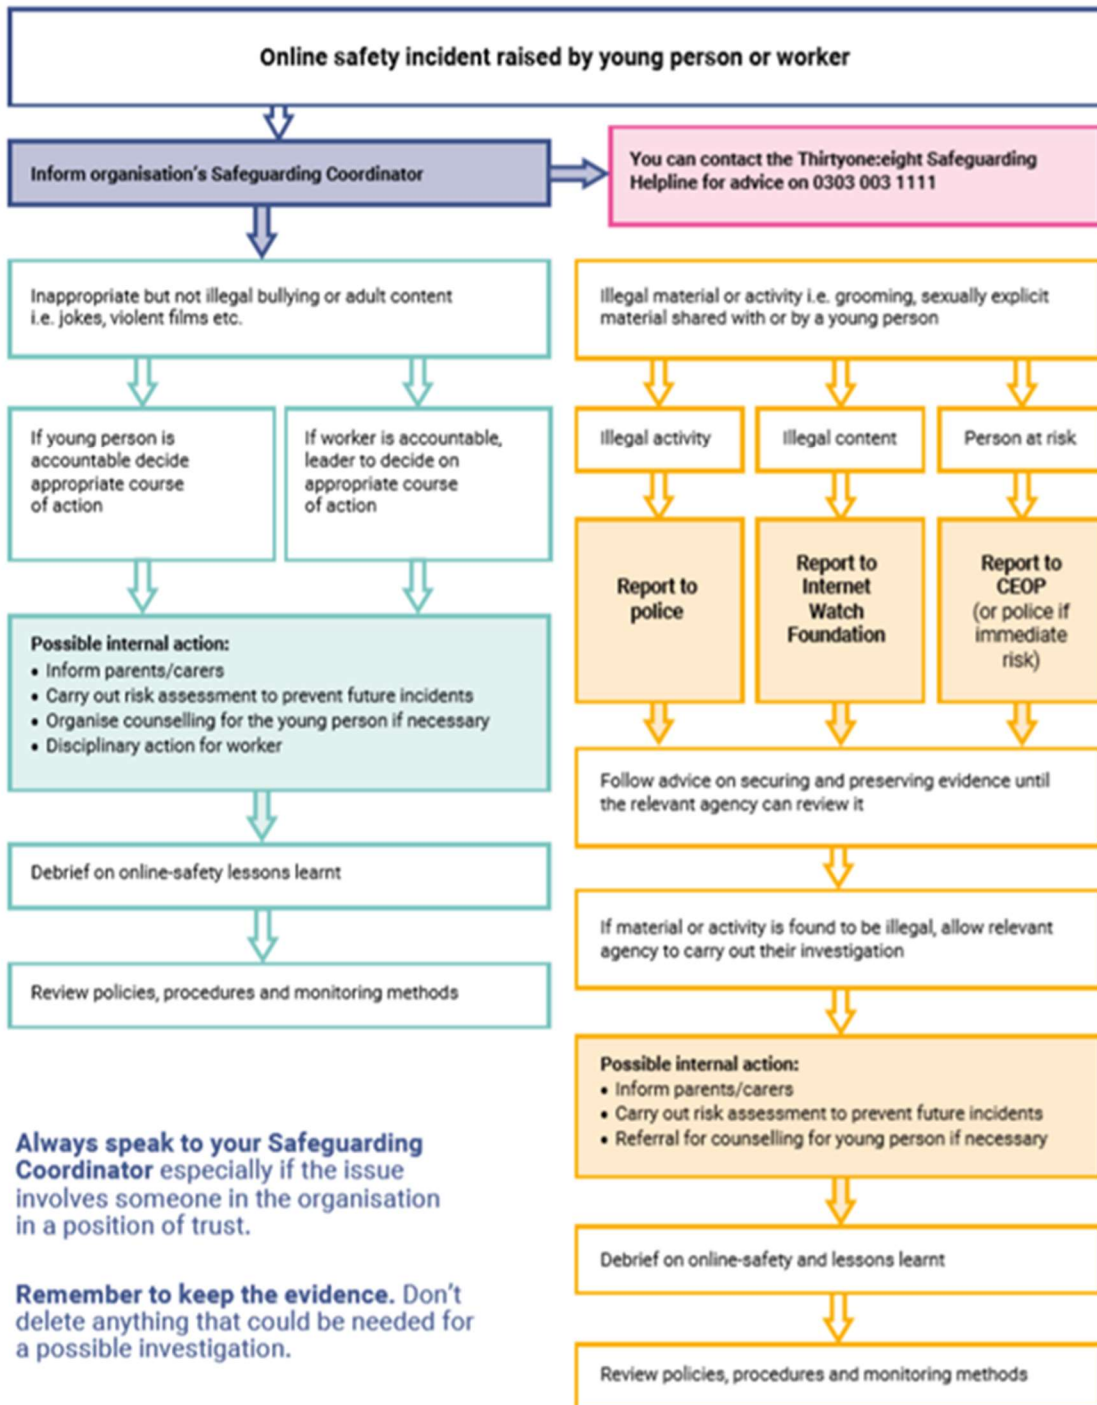 Online safety incident raised by young person or worker
Inform organisation's Safeguarding Coordinator
You can contact the Thirtyone:eight Safeguarding
Helpline for advice on 0303 003 1111
Inappropriate but not illegal bullying or adult content
i.e. jokes, violent films etc.
If young person is
accountable decide
appropriate course
of action
If worker is accountable,
leader to decide on
appropriate course
of action
Possible internal action:
• Inform parents/carers
• Carry out risk assessment to prevent future incidents
• Organise counselling for the young person if necessary
• Disciplinary action for worker
Debrief on online-safety lessons learnt
Review policies, procedures and monitoring methods
Illegal material or activity i.e. grooming, sexually explicit
material shared with or by a young person
Illegal activity
Illegal content
Person at risk
Report to
police
Report to
Internet
Watch
Foundation
Report to
CEOP
(or police if
immediate
risk)
Follow advice on securing and preserving evidence until
the relevant agency can review it
If material or activity is found to be illegal, allow relevant
agency to carry out their investigation
Possible internal action:
• Inform parents/carers
• Carry out risk assessment to prevent future incidents
• Referral for counselling for young person if necessary
Debrief on online-safety and lessons learnt
Review policies, procedures and monitoring methods
Always speak to your Safeguarding
Coordinator especially if the issue
involves someone in the organisation
in a position of trust.
Remember to keep the evidence. Don't
delete anything that could be needed for
a possible investigation.